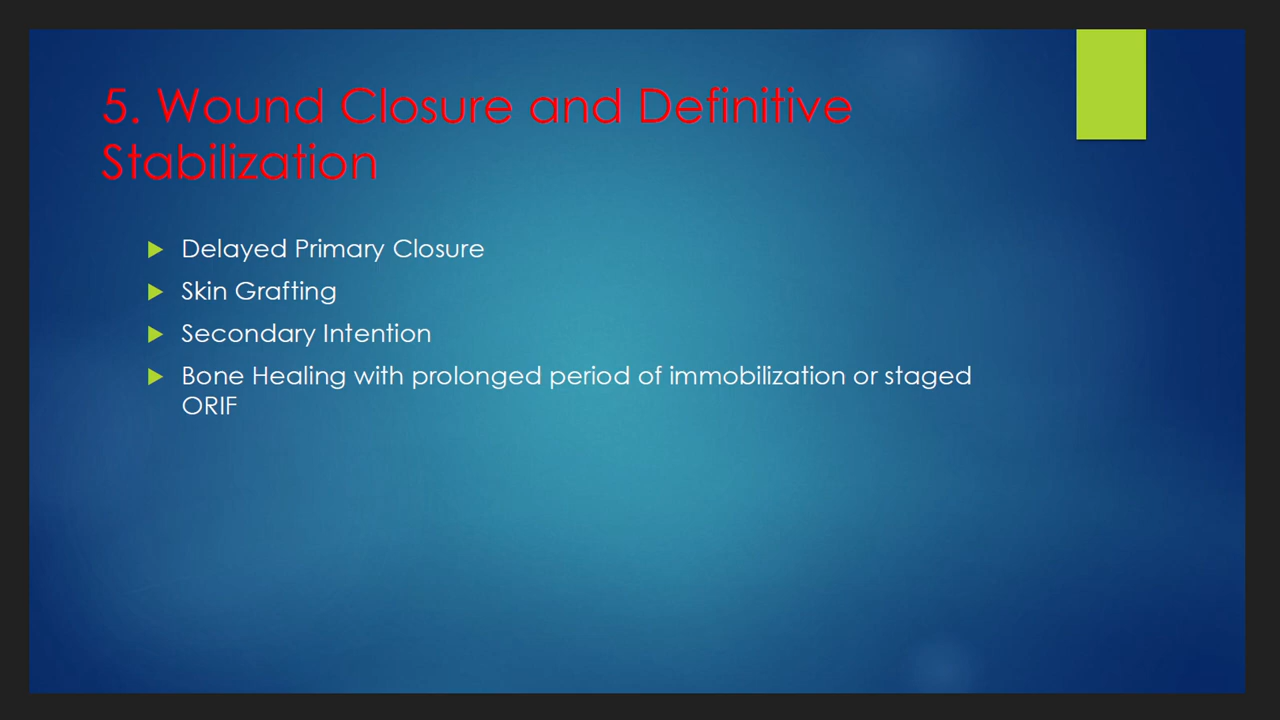 5. Wound Closure and Definitive
Stabilization
Delayed Primary Closure
Skin Grafting
Secondary Intention
Bone Healing with prolonged period of immobilization or staged
ORIF